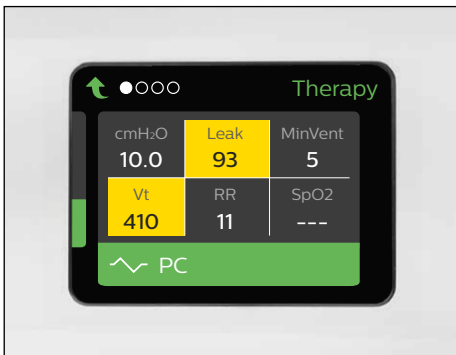 Therapy
cmH₂O Leak MinVent
10.0 93 5
Vt RR SpO2
410 11 ---
PC